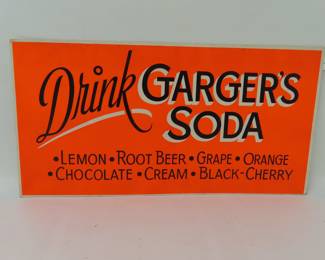 Drink GARGER'S
SODA
•LEMON•ROOT BEER•GRAPE•ORANGE
•CHOCOLATE•CREAM•BLACK-CHERRY